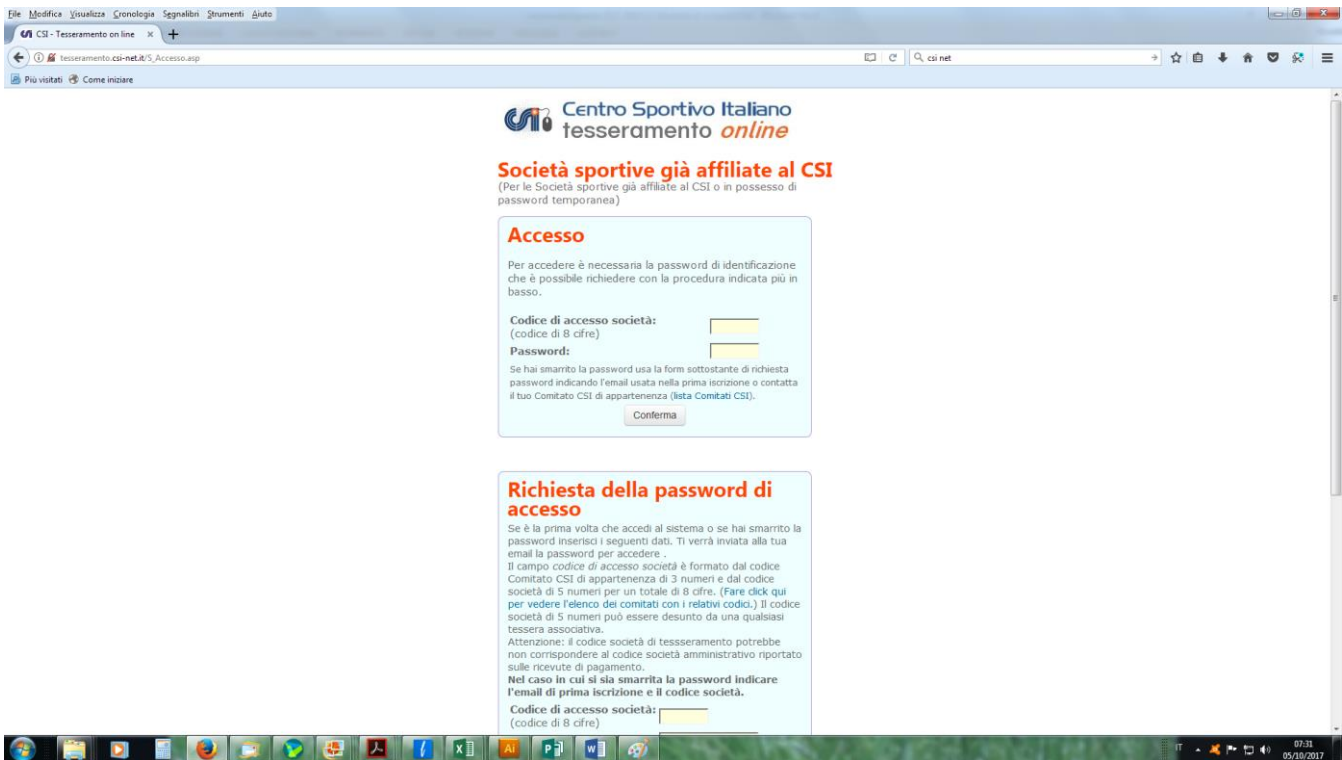 File Modifica Visualizza Cronologia Segnalibri Strumenti Aiuto
CSI - Tesseramento on line × +
tesseramento.csi-net.it/S_Accesso.asp
csi net
Più visitati Come iniziare
Centro Sportivo Italiano
tesseramento online
Società sportive già affiliate al CSI
(Per le Società sportive già affiliate al CSI o in possesso di
password temporanea)
Accesso
Per accedere è necessaria la password di identificazione
che è possibile richiedere con la procedura indicata più in
basso.
Codice di accesso società:
(codice di 8 cifre)
Password:
Se hai smarrito la password usa la form sottostante di richiesta
password indicando l'email usata nella prima iscrizione o contatta
il tuo Comitato CSI di appartenenza (lista Comitati CSI).
Conferma
Richiesta della password di
accesso
Se è la prima volta che accedi al sistema o se hai smarrito la
password inserisci i seguenti dati. Ti verrà inviata alla tua
email la password per accedere .
Il campo codice di accesso società è formato dal codice
Comitato CSI di appartenenza di 3 numeri e dal codice
società di 5 numeri per un totale di 8 cifre. (Fare click qui
per vedere l'elenco dei comitati con i relativi codici.) Il codice
società di 5 numeri può essere desunto da una qualsiasi
tessera associativa.
Attenzione: il codice società di tessseramento potrebbe
non corrispondere al codice società amministrativo riportato
sulle ricevute di pagamento.
Nel caso in cui si sia smarrita la password indicare
l'email di prima iscrizione e il codice società.
Codice di accesso società:
(codice di 8 cifre)
IT
07:31
05/10/2017